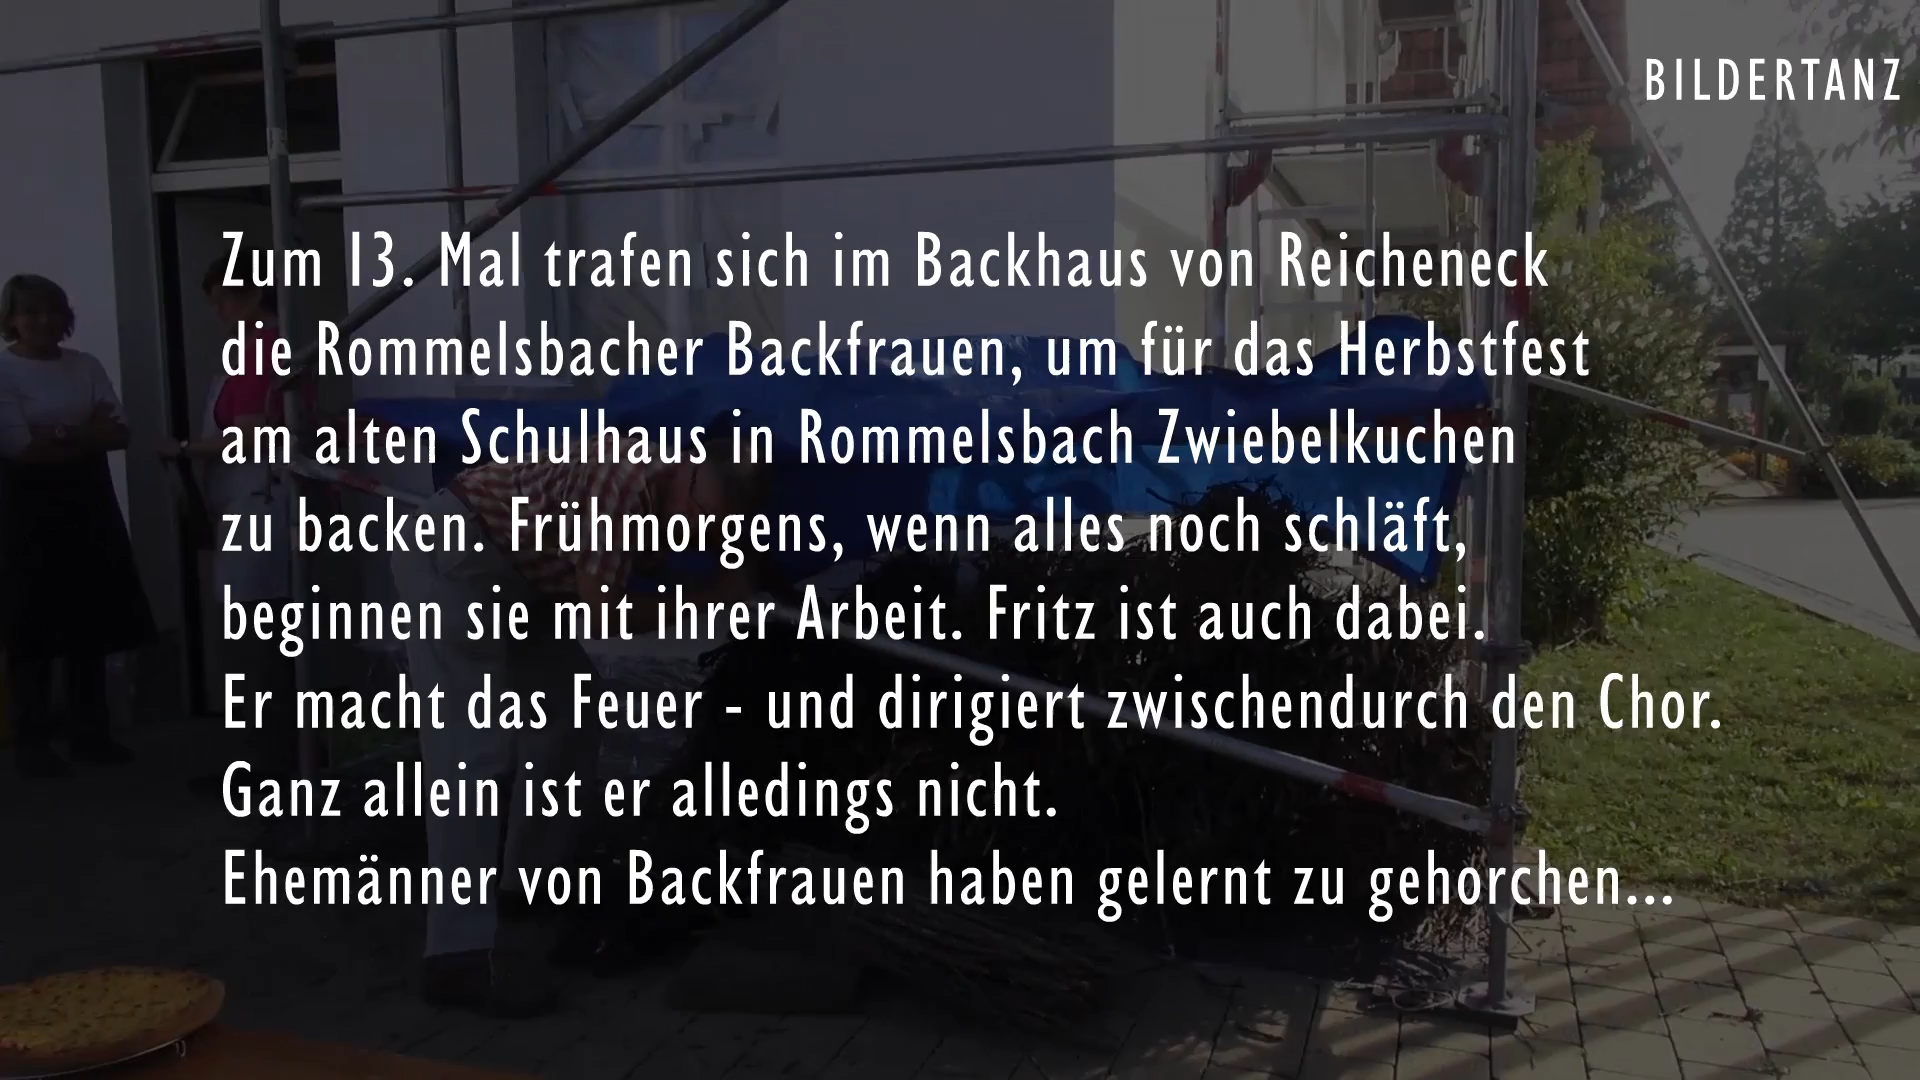 BILDERTANZ
Zum 13. Mal trafen sich im Backhaus von Reicheneck
die Rommelsbacher Backfrauen, um für das Herbstfest
am alten Schulhaus in Rommelsbach Zwiebelkuchen
zu backen. Frühmorgens, wenn alles noch schläft,
beginnen sie mit ihrer Arbeit. Fritz ist auch dabei.
Er macht das Feuer - und dirigiert zwischendurch den Chor.
Ganz allein ist er alledings nicht.
Ehemänner von Backfrauen haben gelernt zu gehorchen...